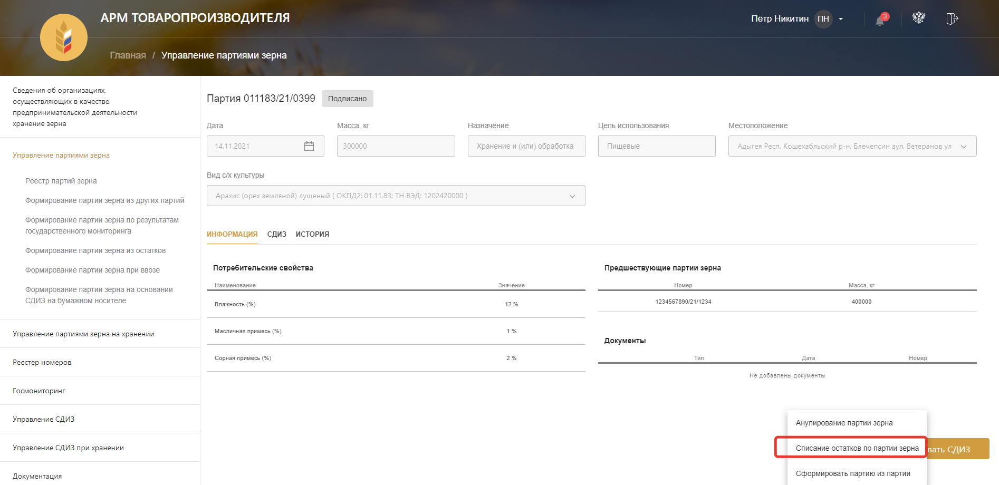 АРМ ТОВАРОПРОИЗВОДИТЕЛЯ
Пётр Никитин ПН
3
Главная / Управление партиями зерна
Сведения об организациях,
осуществляющих в качестве
предпринимательской деятельности
хранение зерна
Управление партиями зерна
Реестр партий зерна
Формирование партии зерна из других партий
Формирование партии зерна по результатам
государственного мониторинга
Формирование партии зерна из остатков
Формирование партии зерна при ввозе
Формирование партии зерна на основании
СДИЗ на бумажном носителе
Управление партиями зерна на хранении
Реестер номеров
Госмониторинг
Управление СДИЗ
Управление СДИЗ при хранении
Документация
Партия 011183/21/0399 Подписано
Дата Масса, кг Назначение Цель использования Местоположение
14.11.2021 300000 Хранение и (или) обработка Пищевые Адыгея Респ, Кошехабльский р-н, Блечепсин аул, Ветеранов ул
Вид с/х культуры
Арахис (орех земляной) лущеный ( ОКПД2: 01.11.83; ТН ВЭД: 1202420000 )
ИНФОРМАЦИЯ СДИЗ ИСТОРИЯ
Потребительские свойства
Наименование Значение
Влажность (%) 12 %
Масличная примесь (%) 1 %
Сорная примесь (%) 2 %
Предшествующие партии зерна
Номер Масса, кг
1234567890/21/1234 400000
Документы
Тип Дата Номер
Не добавлены документы
Анулирование партии зерна
Списание остатков по партии зерна
вать СДИЗ
Сформировать партию из партии